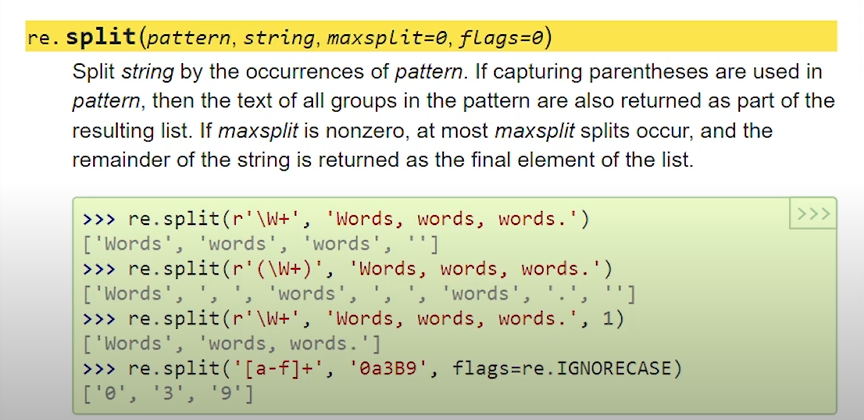 re.split(pattern, string, maxsplit=0, flags=0)
Split string by the occurrences of pattern. If capturing parentheses are used in
pattern, then the text of all groups in the pattern are also returned as part of the
resulting list. If maxsplit is nonzero, at most maxsplit splits occur, and the
remainder of the string is returned as the final element of the list.
>>>
>>> re.split(r'\W+', 'Words, words, words.')
['Words', 'words', 'words', '']
>>> re.split(r'(\W+)', 'Words, words, words.')
['Words', ', ', 'words', ', ', 'words', '.', '']
>>> re.split(r'\W+', 'Words, words, words.', 1)
['Words', 'words, words.']
>>> re.split('[a-f]+', '0a3B9', flags=re.IGNORECASE)
['0', '3', '9']